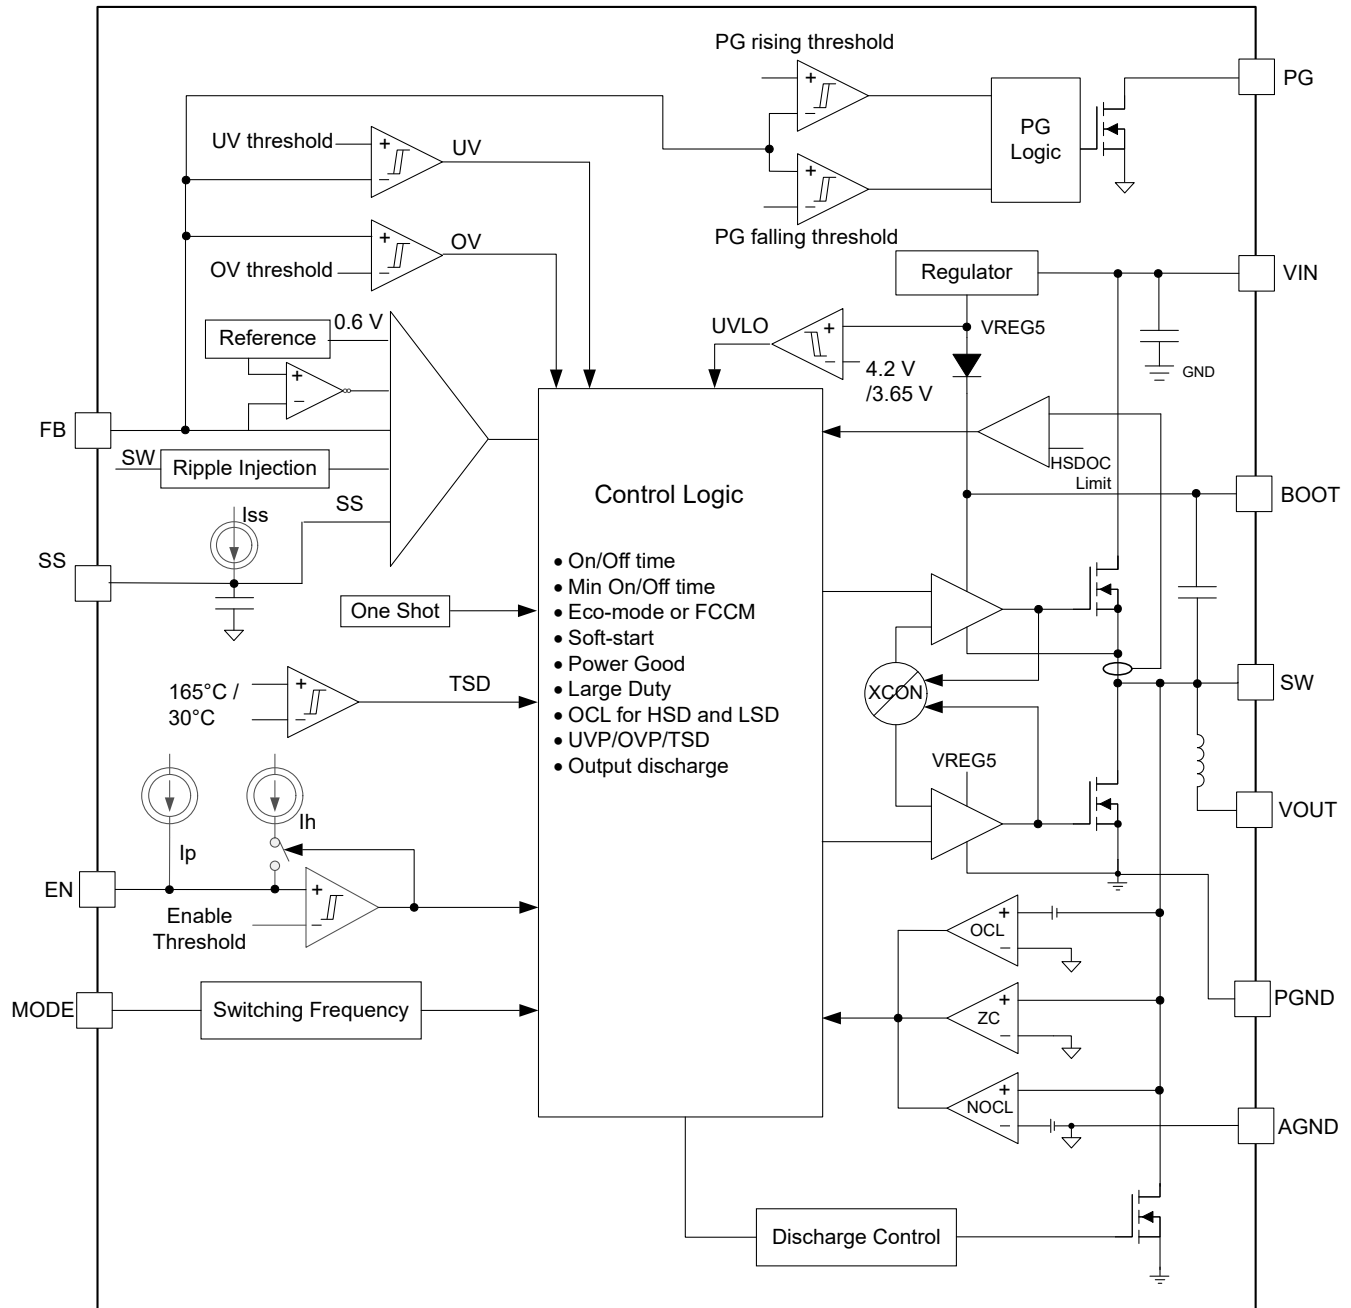 PG rising threshold
PG
UV threshold
UV
PG
Logic
OV
PG falling threshold
OV threshold
Regulator
VIN
0.6 V
Reference
UVLO
VREG5
4.2 V
/3.65 V
GND
FB
SW
Ripple Injection
HSDOC
Limit
Control Logic
BOOT
Iss
SS
SS
• On/Off time
• Min On/Off time
• Eco-mode or FCCM
• Soft-start
• Power Good
• Large Duty
• OCL for HSD and LSD
• UVP/OVP/TSD
• Output discharge
One Shot
165°C /
30°C
TSD
XCON
SW
VREG5
VOUT
Ip
Ih
EN
Enable
Threshold
OCL
MODE
Switching Frequency
ZC
PGND
NOCL
AGND
Discharge Control
+
−
+
−
+
−
+
−
+
−
+
−
+
−
+
−
+
−
+
−
+
−